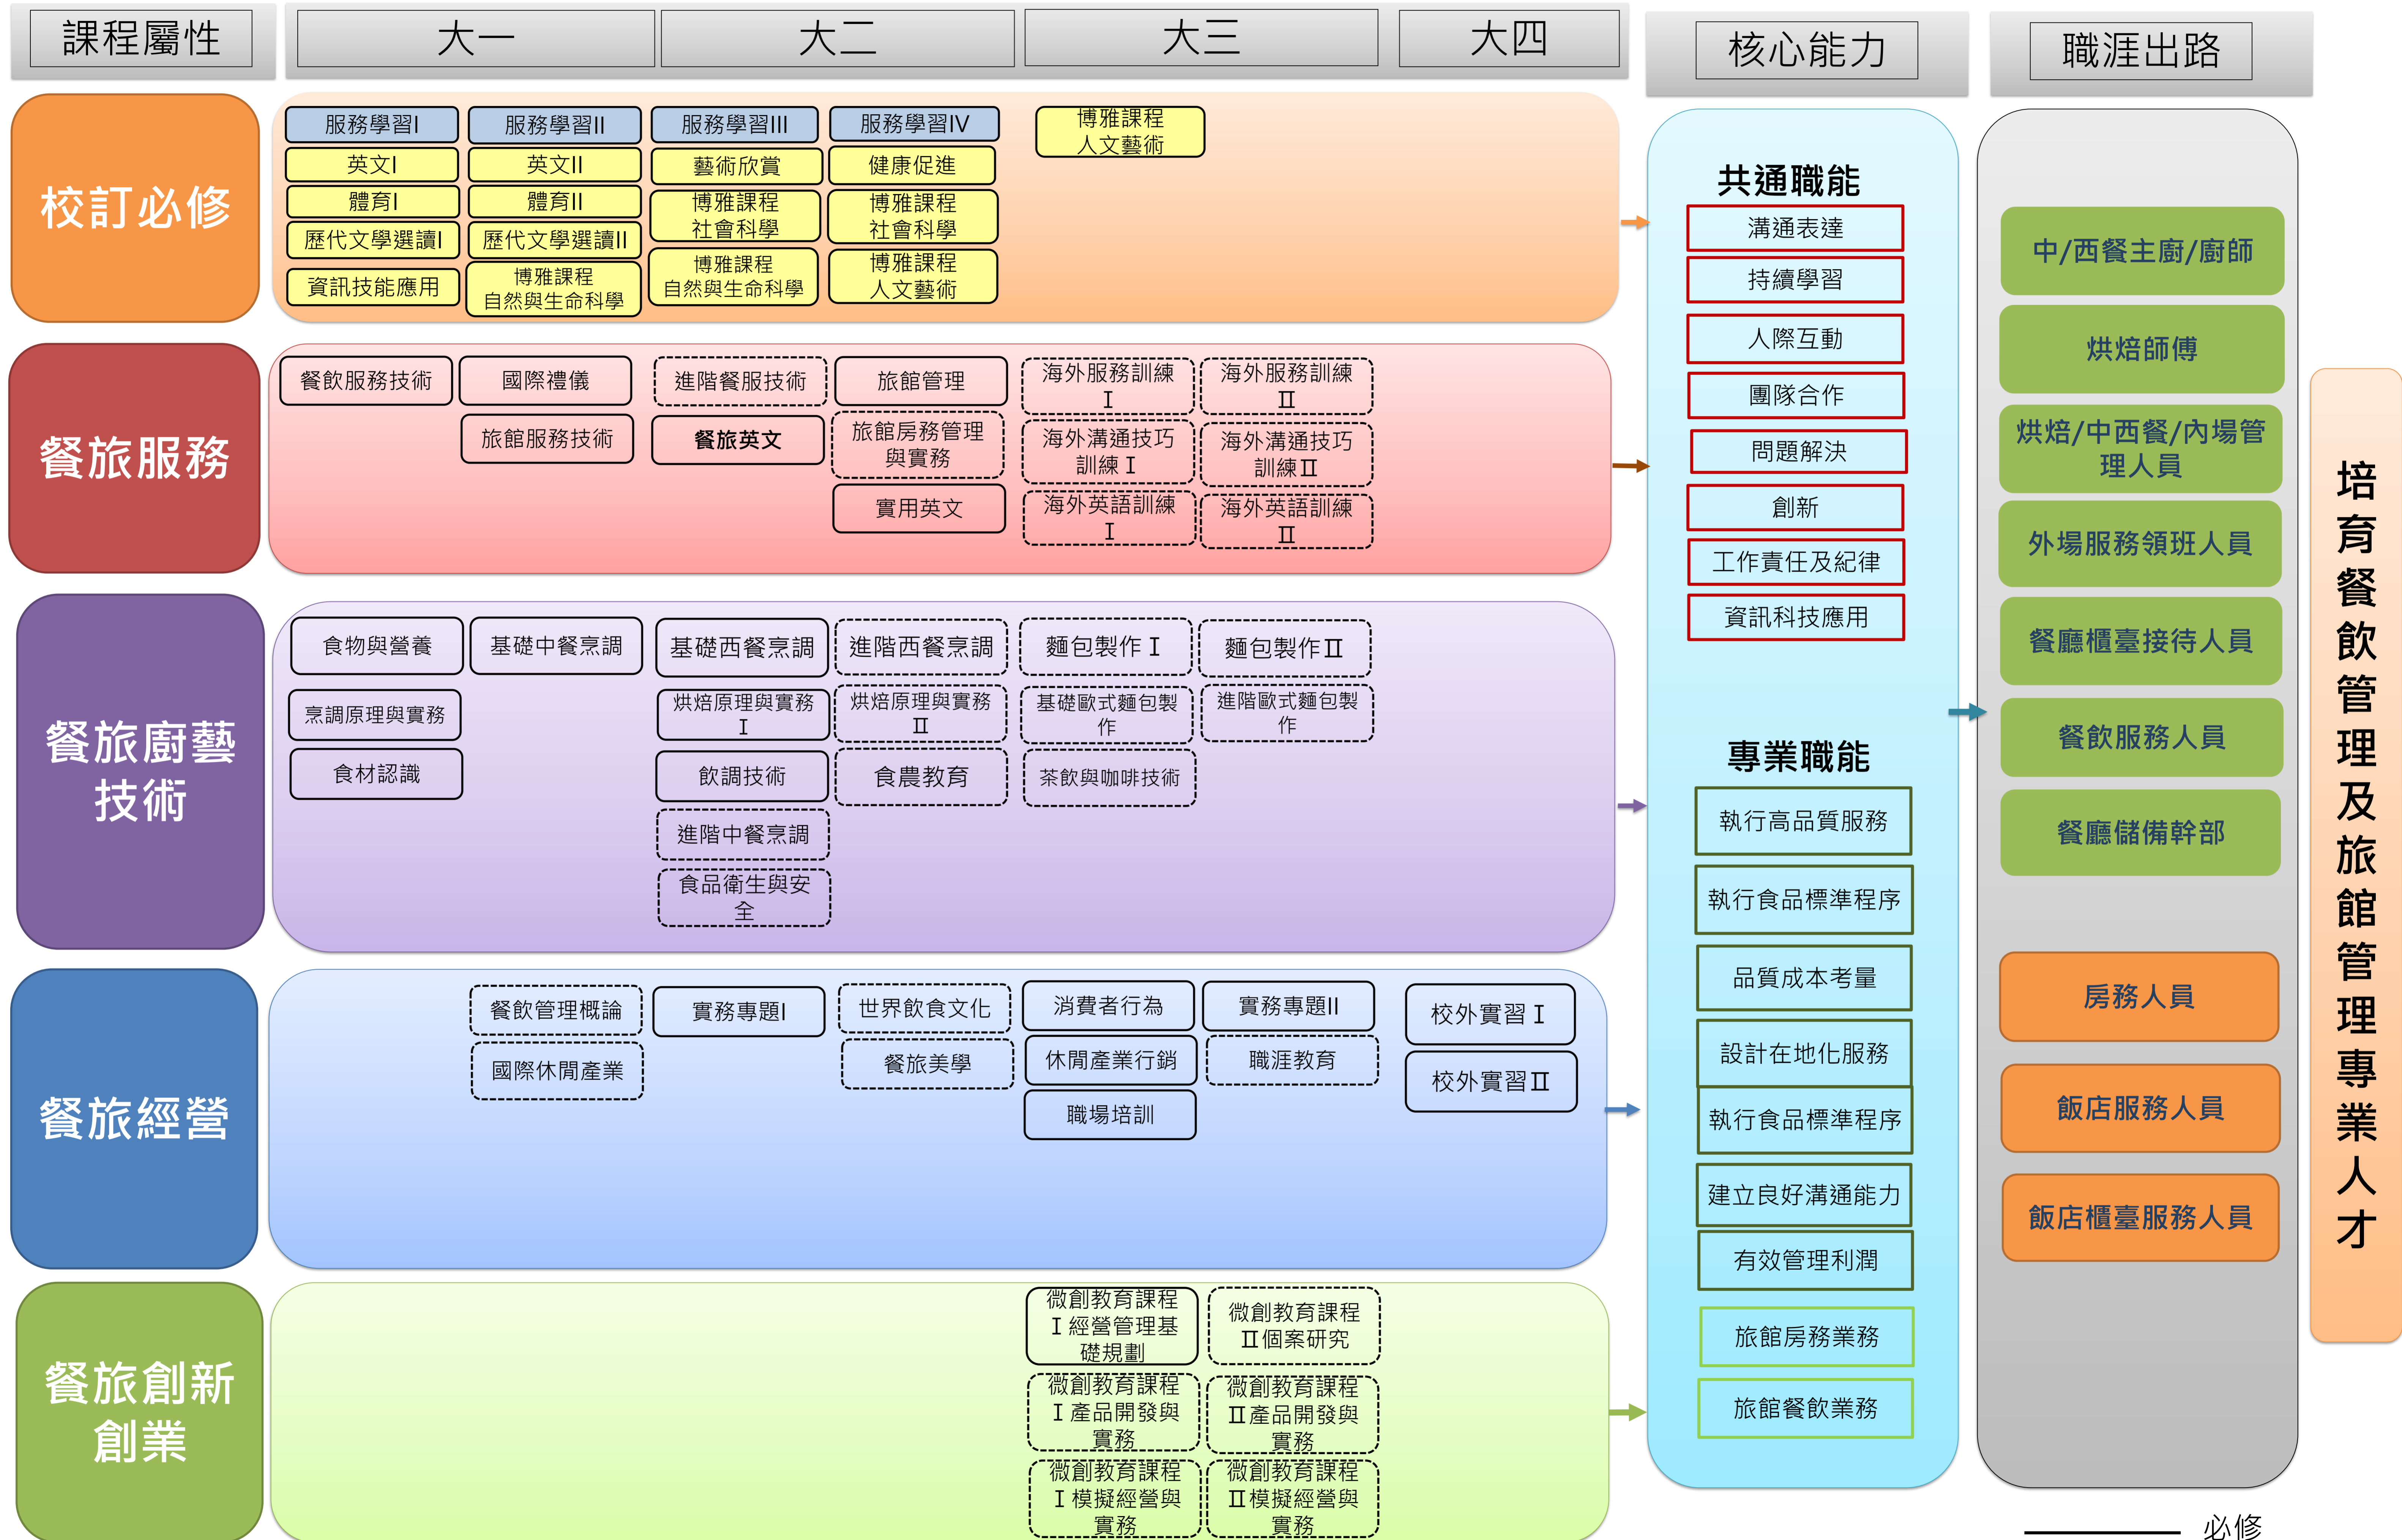 課程屬性
大一
大二
大三
大四
核心能力
職涯出路
校訂必修
服務學習I
服務學習II
服務學習III
服務學習IV
博雅課程
人文藝術
英文I
英文II
藝術欣賞
健康促進
體育I
體育II
博雅課程
社會科學
博雅課程
社會科學
歷代文學選讀I
歷代文學選讀II
資訊技能應用
博雅課程
自然與生命科學
博雅課程
自然與生命科學
博雅課程
人文藝術
餐旅服務
餐飲服務技術
國際禮儀
進階餐服技術
旅館管理
海外服務訓練
I
海外服務訓練
II
旅館服務技術
餐旅英文
旅館房務管理
與實務
海外溝通技巧
訓練 I
海外溝通技巧
訓練II
實用英文
海外英語訓練
I
海外英語訓練
II
餐旅廚藝
技術
食物與營養
基礎中餐烹調
基礎西餐烹調
進階西餐烹調
麵包製作 I
麵包製作II
烹調原理與實務
烘焙原理與實務
I
烘焙原理與實務
II
基礎歐式麵包製
作
進階歐式麵包製
作
食材認識
飲調技術
食農教育
茶飲與咖啡技術
進階中餐烹調
食品衛生與安
全
餐旅經營
餐飲管理概論
實務專題I
世界飲食文化
消費者行為
實務專題II
校外實習 I
國際休閒產業
餐旅美學
休閒產業行銷
職涯教育
校外實習II
職場培訓
餐旅創新
創業
微創教育課程
I 經營管理基
礎規劃
微創教育課程
II個案研究
微創教育課程
I 產品開發與
實務
微創教育課程
II產品開發與
實務
微創教育課程
I 模擬經營與
實務
微創教育課程
II模擬經營與
實務
共通職能
溝通表達
持續學習
人際互動
團隊合作
問題解決
創新
工作責任及紀律
資訊科技應用
專業職能
執行高品質服務
執行食品標準程序
品質成本考量
設計在地化服務
執行食品標準程序
建立良好溝通能力
有效管理利潤
旅館房務業務
旅館餐飲業務
中/西餐主廚/廚師
烘焙師傅
烘焙/中西餐/內場管
理人員
外場服務領班人員
餐廳櫃臺接待人員
餐飲服務人員
餐廳儲備幹部
房務人員
飯店服務人員
飯店櫃臺服務人員
培育餐飲管理及旅館管理專業人才
必修